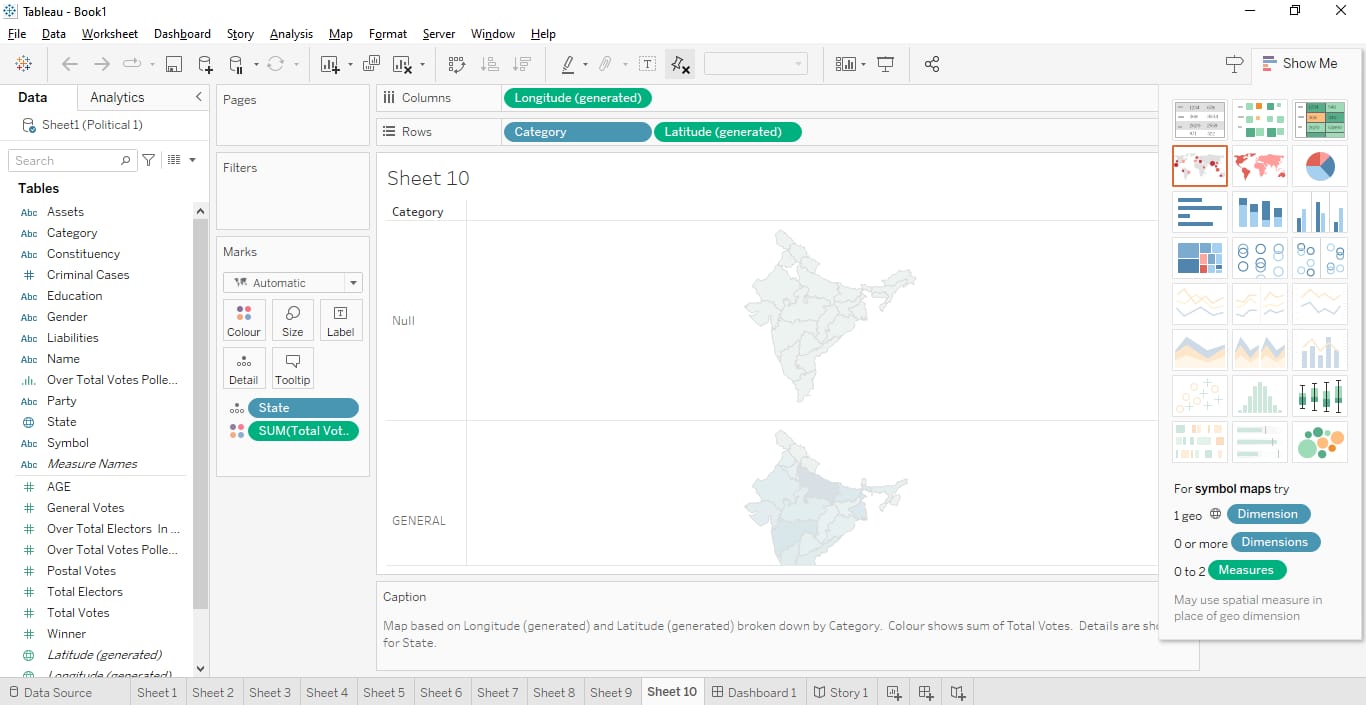 Tableau - Book1
File Data Worksheet Dashboard Story Analysis Map Format Server Window Help
Show Me
Data Analytics
Sheet1 (Political 1)
Search
Tables
Abc Assets
Abc Category
Abc Constituency
# Criminal Cases
Abc Education
Abc Gender
Abc Liabilities
Abc Name
Over Total Votes Polle...
Abc Party
State
Abc Symbol
Abc Measure Names
# AGE
# General Votes
# Over Total Electors In ...
# Over Total Votes Polle...
# Postal Votes
# Total Electors
# Total Votes
# Winner
Latitude (generated)
Longitude (generated)
Pages
Filters
Marks
Automatic
Colour Size Label
Detail Tooltip
State
SUM(Total Vot..
Columns Longitude (generated)
Rows Category Latitude (generated)
Sheet 10
Category
Null
GENERAL
Caption
Map based on Longitude (generated) and Latitude (generated) broken down by Category. Colour shows sum of Total Votes. Details are sho
for State.
For symbol maps try
1 geo Dimension
0 or more Dimensions
0 to 2 Measures
May use spatial measure in
place of geo dimension
Data Source Sheet 1 Sheet 2 Sheet 3 Sheet 4 Sheet 5 Sheet 6 Sheet 7 Sheet 8 Sheet 9 Sheet 10 Dashboard 1 Story 1